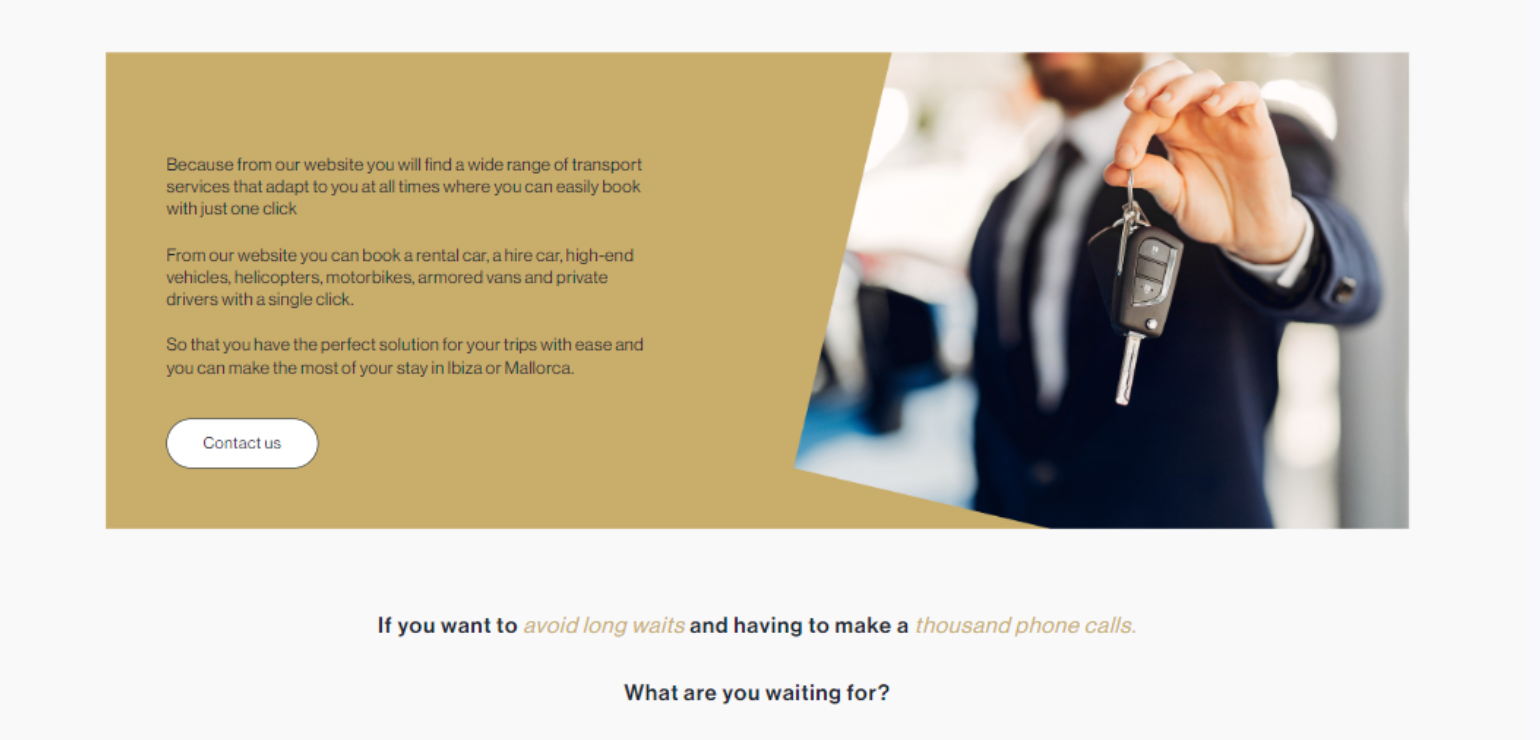 Because from our website you will find a wide range of transport
services that adapt to you at all times where you can easily book
with just one click
From our website you can book a rental car, a hire car, high-end
vehicles, helicopters, motorbikes, armored vans and private
drivers with a single click.
So that you have the perfect solution for your trips with ease and
you can make the most of your stay in Ibiza or Mallorca.
Contact us
If you want to avoid long waits and having to make a thousand phone calls.
What are you waiting for?